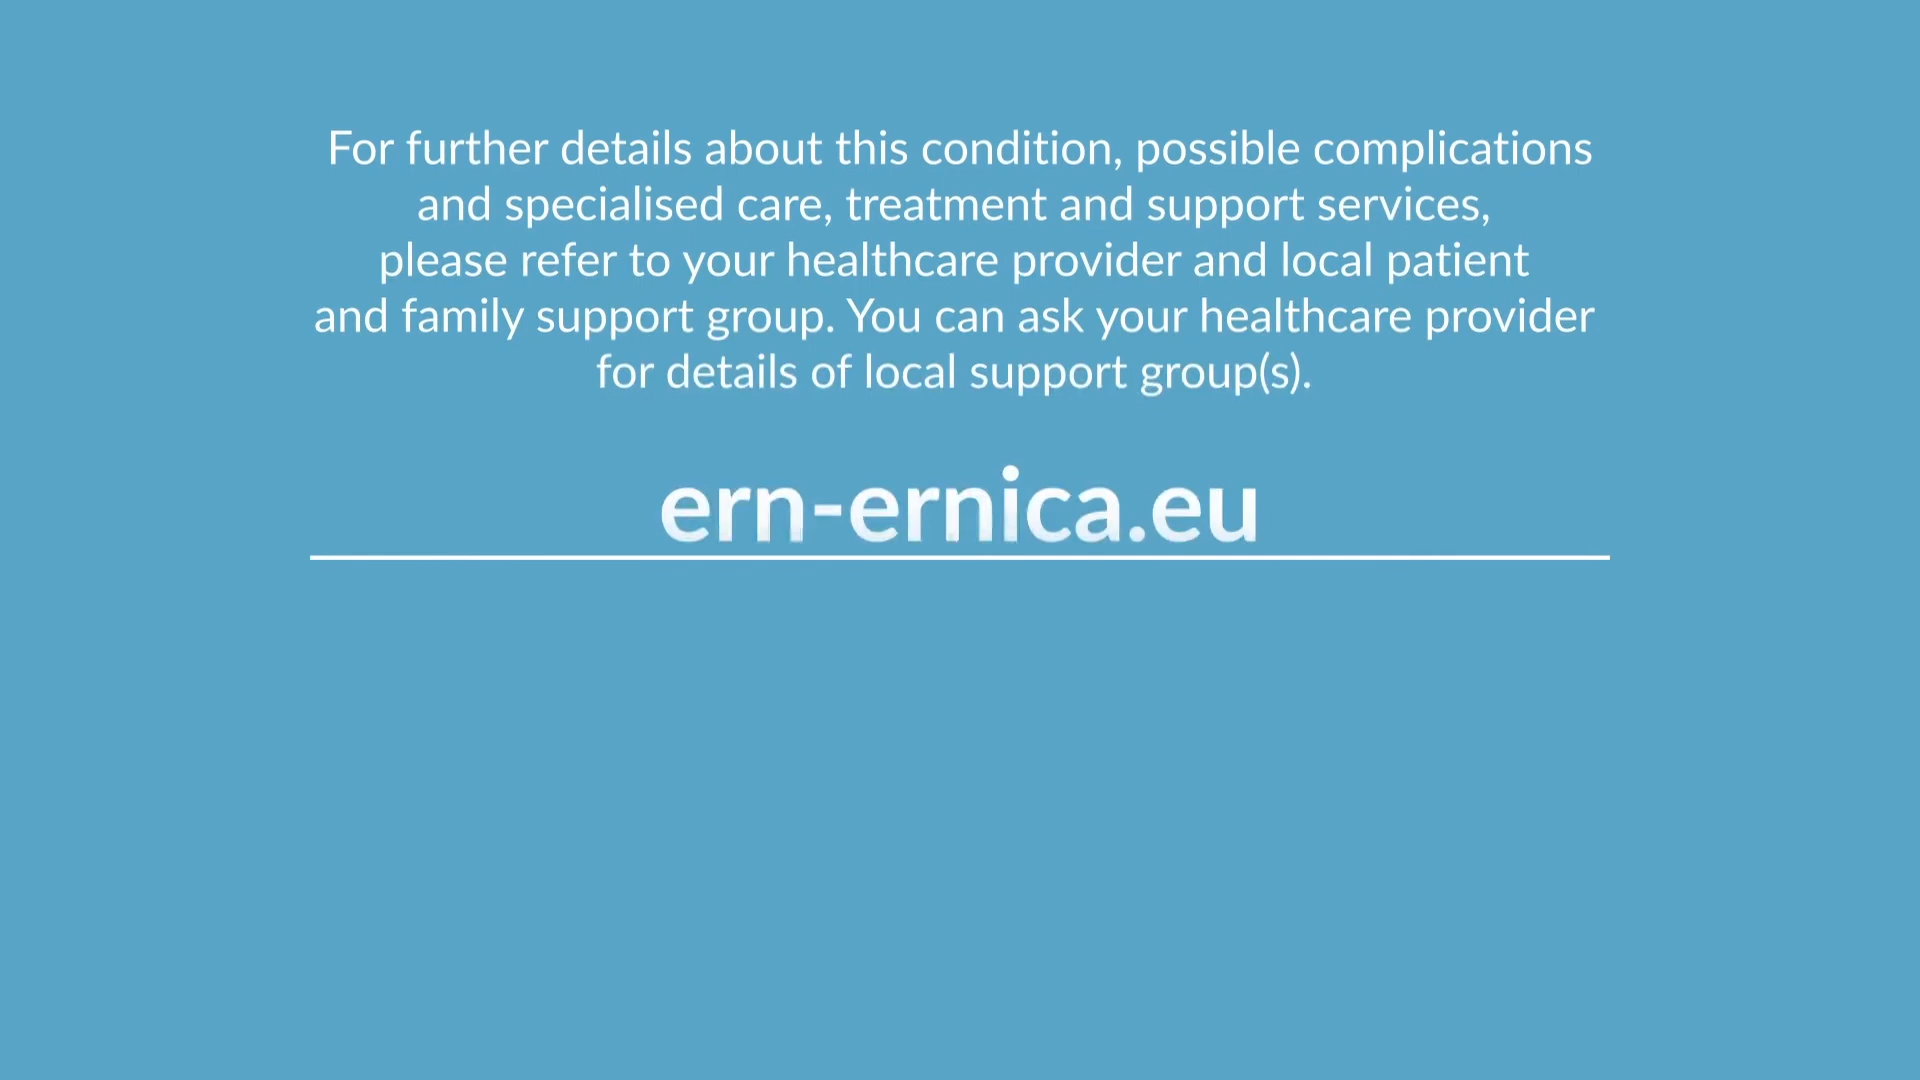 For further details about this condition, possible complications
and specialised care, treatment and support services,
please refer to your healthcare provider and local patient
and family support group. You can ask your healthcare provider
for details of local support group(s).
ern-ernica.eu